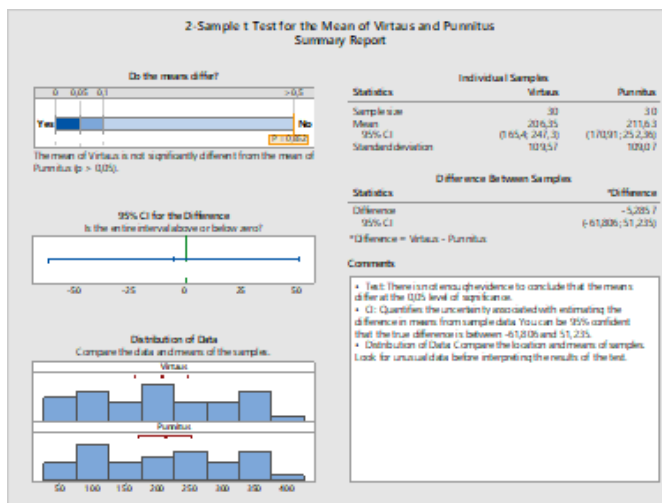 2-Sample t Test for the Mean of Virtaus and Punnitus
Summary Report
Do the means differ?
0 0,05 0,1 > 0,5
Yes No
P = 0,852
The mean of Virtaus is not significantly different from the mean of
Punnitus (p > 0,05).
95% CI for the Difference
Is the entire interval above or below zero?
-50 -25 0 25 50
Distribution of Data
Compare the data and means of the samples.
Virtaus
Punnitus
50 100 150 200 250 300 350 400
Individual Samples
Statistics Virtaus Punnitus
Sample size 30 30
Mean 206,35 211,63
95% CI (165,4; 247,3) (170,91; 252,36)
Standard deviation 109,57 109,07
Difference Between Samples
Statistics *Difference
Difference -5,2857
95% CI (-61,806; 51,235)
*Difference = Virtaus - Punnitus
Comments
• Test: There is not enough evidence to conclude that the means
differ at the 0,05 level of significance.
• CI: Quantifies the uncertainty associated with estimating the
difference in means from sample data. You can be 95% confident
that the true difference is between -61,806 and 51,235.
• Distribution of Data: Compare the location and means of samples.
Look for unusual data before interpreting the results of the test.